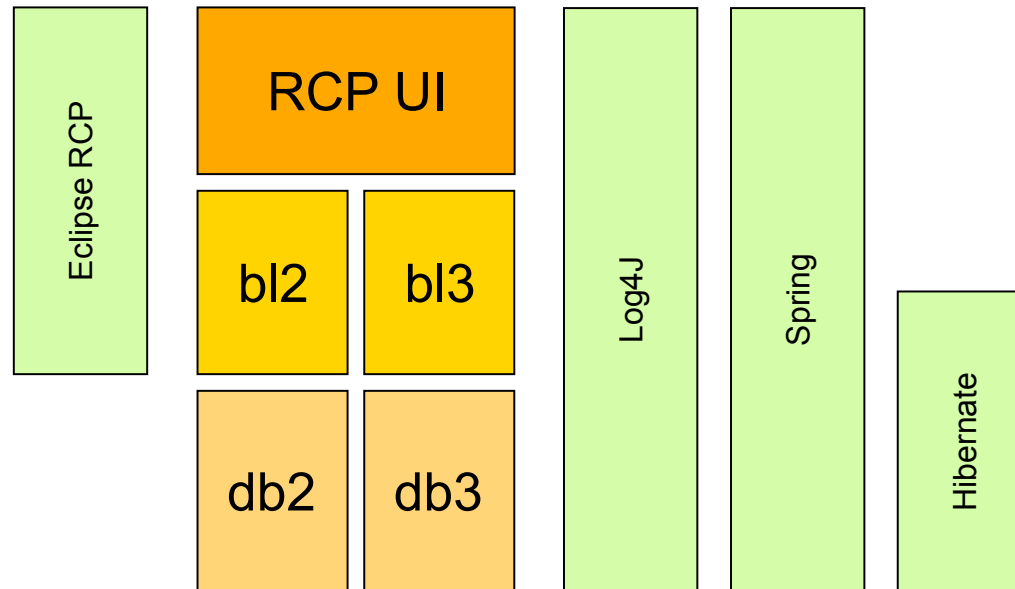 Eclipse RCP
RCP UI
bl2
bl3
db2
db3
Log4J
Spring
Hibernate